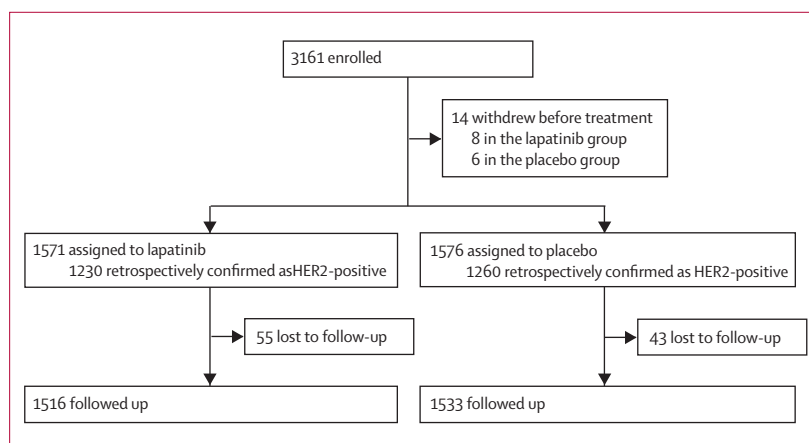 3161 enrolled
14 withdrew before treatment
8 in the lapatinib group
6 in the placebo group
1571 assigned to lapatinib
1230 retrospectively confirmed asHER2-positive
1576 assigned to placebo
1260 retrospectively confirmed as HER2-positive
55 lost to follow-up
43 lost to follow-up
1516 followed up
1533 followed up